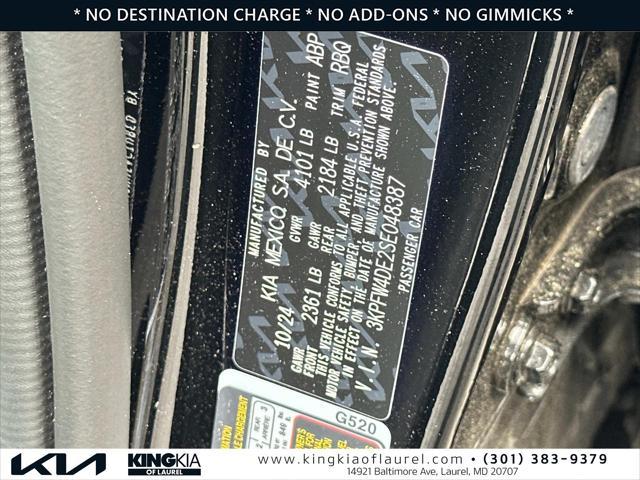 * NO DESTINATION CHARGE * NO ADD-ONS * NO GIMMICKS! *
MANUFACTURED BY
10/24 KIA MEXICO, S.A. DE C.V.
GVWR 4101 LB PAINT ABP
GAWR FRONT 2361 LB GAWR REAR 2184 LB TRIM RBQ
THIS VEHICLE CONFORMS TO ALL APPLICABLE U.S.A. FEDERAL
MOTOR VEHICLE SAFETY, BUMPER, AND THEFT PREVENTION STANDARDS
IN EFFECT ON THE DATE OF MANUFACTURE SHOWN ABOVE.
V.I.N. 3KPFW4DE2SE048387
PASSENGER CAR
G520
REAR 3
KIA
KING KIA
OF LAUREL
www.kingkiaoflaurel.com • (301) 383-9379
14921 Baltimore Ave, Laurel, MD 20707